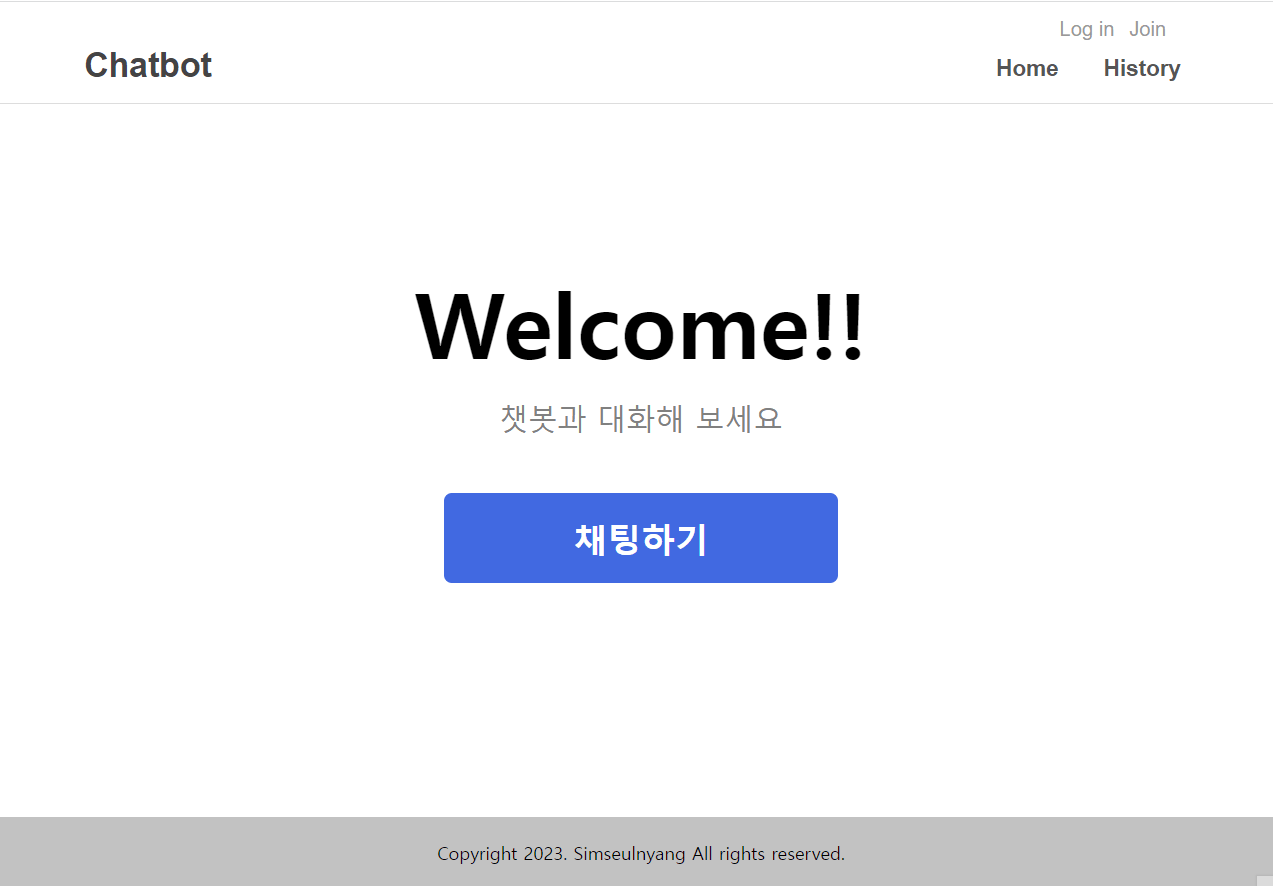 Log in Join
Chatbot
Home History
Welcome!!
챗봇과 대화해 보세요
채팅하기
Copyright 2023. Simseulnyang All rights reserved.